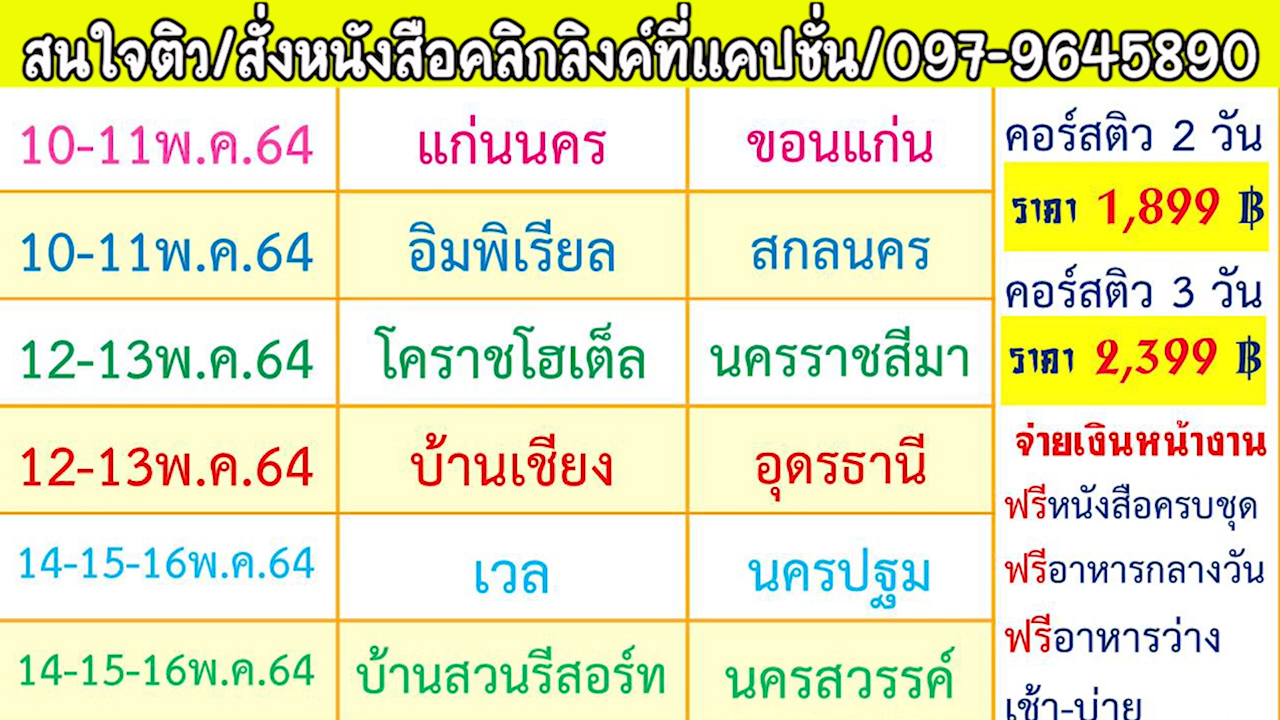 สนใจติว/สั่งหนังสือคลิกลิงค์ที่แคปชั่น/097-9645890
10-11พ.ค.64 แก่นนคร ขอนแก่น
10-11พ.ค.64 อิมพิเรียล สกลนคร
12-13พ.ค.64 โคราชโฮเต็ล นครราชสีมา
12-13พ.ค.64 บ้านเชียง อุดรธานี
14-15-16พ.ค.64 เวล นครปฐม
14-15-16พ.ค.64 บ้านสวนรีสอร์ท นครสวรรค์
คอร์สติว 2 วัน
ราคา 1,899 ฿
คอร์สติว 3 วัน
ราคา 2,399 ฿
จ่ายเงินหน้างาน
ฟรีหนังสือครบชุด
ฟรีอาหารกลางวัน
ฟรีอาหารว่าง
เช้า-บ่าย